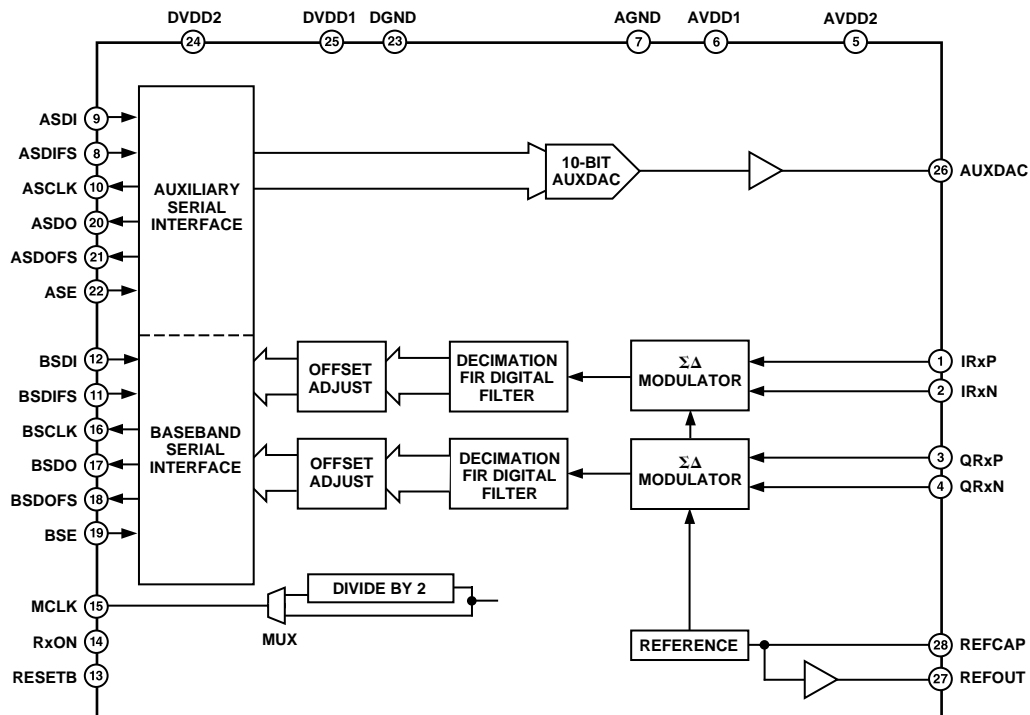 DVDD2 DVDD1 DGND AGND AVDD1 AVDD2
24 25 23 7 6 5
ASDI 9
ASDIFS 8
ASCLK 10
ASDO 20
ASDOFS 21
ASE 22
AUXILIARY
SERIAL
INTERFACE
10-BIT
AUXDAC
26 AUXDAC
BSDI 12
BSDIFS 11
BSCLK 16
BSDO 17
BSDOFS 18
BSE 19
BASEBAND
SERIAL
INTERFACE
OFFSET
ADJUST
DECIMATION
FIR DIGITAL
FILTER
ΣΔ
MODULATOR
1 IRxP
2 IRxN
OFFSET
ADJUST
DECIMATION
FIR DIGITAL
FILTER
ΣΔ
MODULATOR
3 QRxP
4 QRxN
MCLK 15
RxON 14
RESETB 13
DIVIDE BY 2
MUX
REFERENCE
28 REFCAP
27 REFOUT